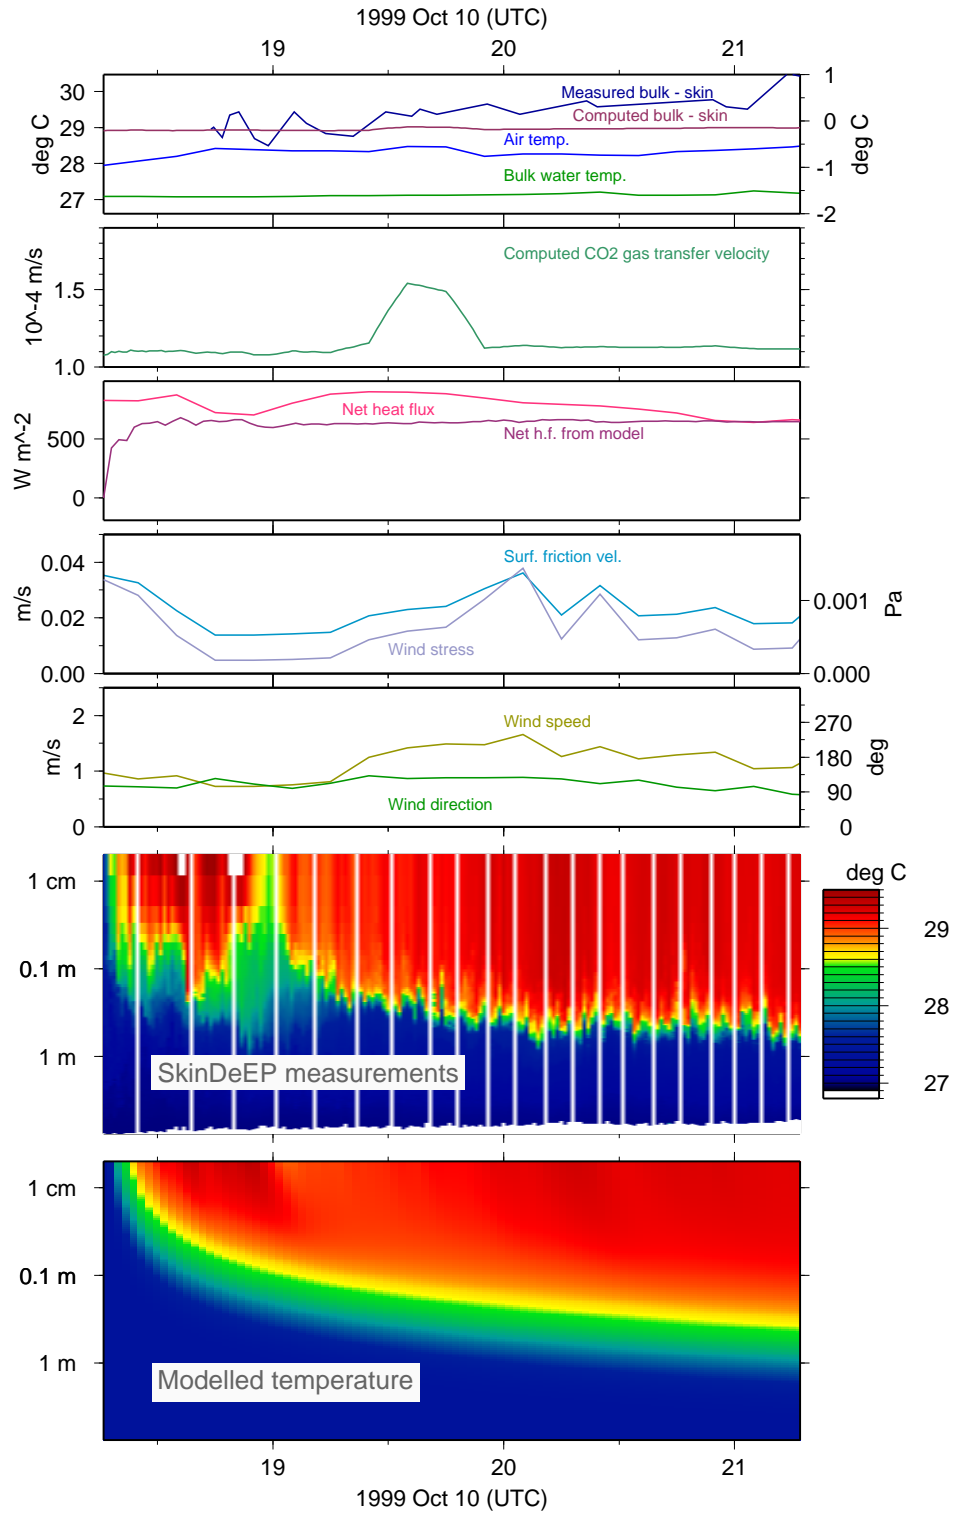 1999 Oct 10 (UTC)
19 20 21
deg C
30
29
28
27
Measured bulk - skin
Computed bulk - skin
Air temp.
Bulk water temp.
1
0
-1
-2
deg C
10^-4 m/s
1.5
1.0
Computed CO2 gas transfer velocity
W m^-2
500
0
Net heat flux
Net h.f. from model
m/s
0.04
0.02
0.00
Surf. friction vel.
Wind stress
0.001
0.000
Pa
m/s
2
1
0
Wind speed
Wind direction
270
180
90
0
deg
1 cm
0.1 m
1 m
SkinDeEP measurements
deg C
29
28
27
1 cm
0.1 m
1 m
Modelled temperature
19 20 21
1999 Oct 10 (UTC)